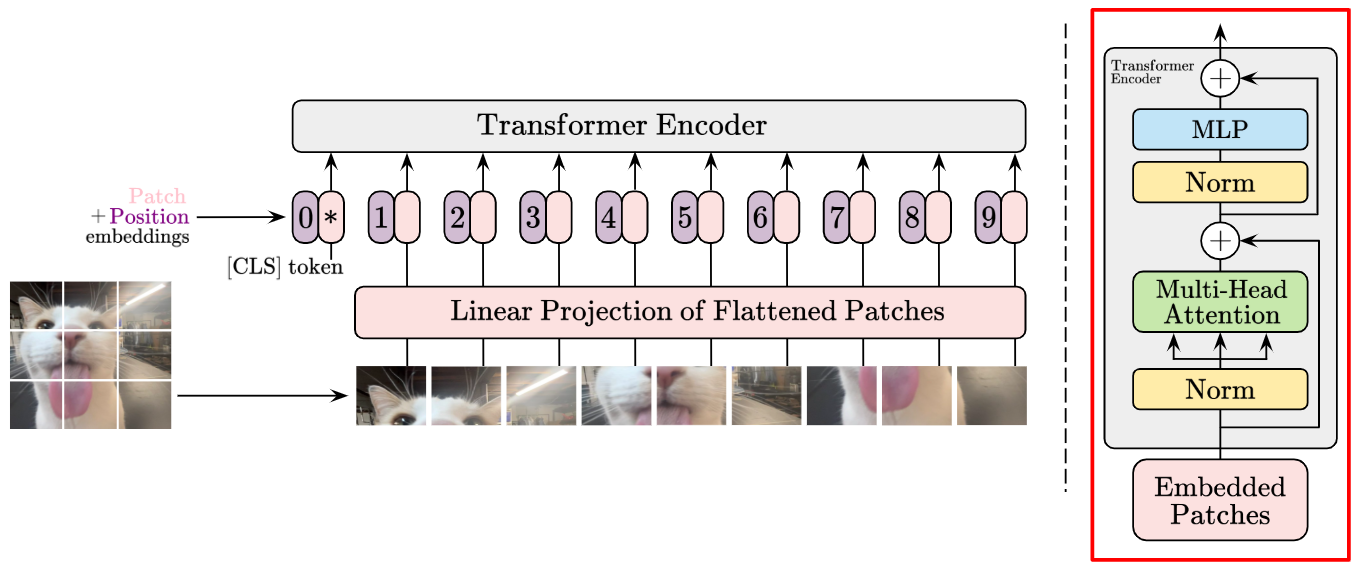 Transformer Encoder
Patch
+ Position
embeddings
0 * 1 2 3 4 5 6 7 8 9
[CLS] token
Linear Projection of Flattened Patches
Transformer
Encoder
+
MLP
Norm
+
Multi-Head
Attention
Norm
Embedded
Patches